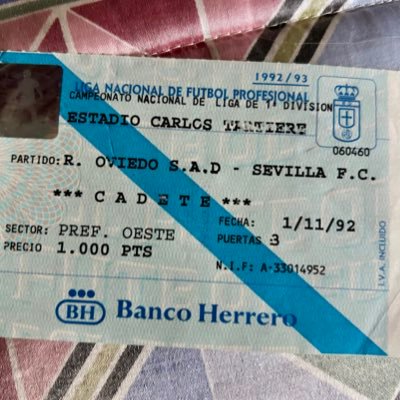 1992/93
LIGA NACIONAL DE FUTBOL PROFESIONAL
CAMPEONATO NACIONAL DE LIGA DE 1ª DIVISION
ESTADIO CARLOS TARTIERE
060460
PARTIDO: R. OVIEDO S.A.D - SEVILLA F.C.
*** C A D E T E ***
FECHA: 1/11/92
SECTOR: PREF. OESTE
PUERTAS 3
PRECIO 1.000 PTS
N.I.F: A-33014952
I.V.A. INCLUIDO
BH Banco Herrero